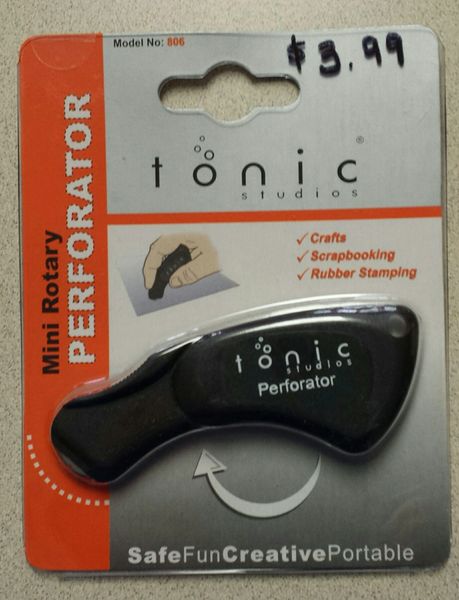 Model No: 806
$3.99
Mini Rotary
PERFORATOR
tonic
®
studios
✓ Crafts
✓ Scrapbooking
✓ Rubber Stamping
tonic
studios
Perforator
SafeFunCreativePortable